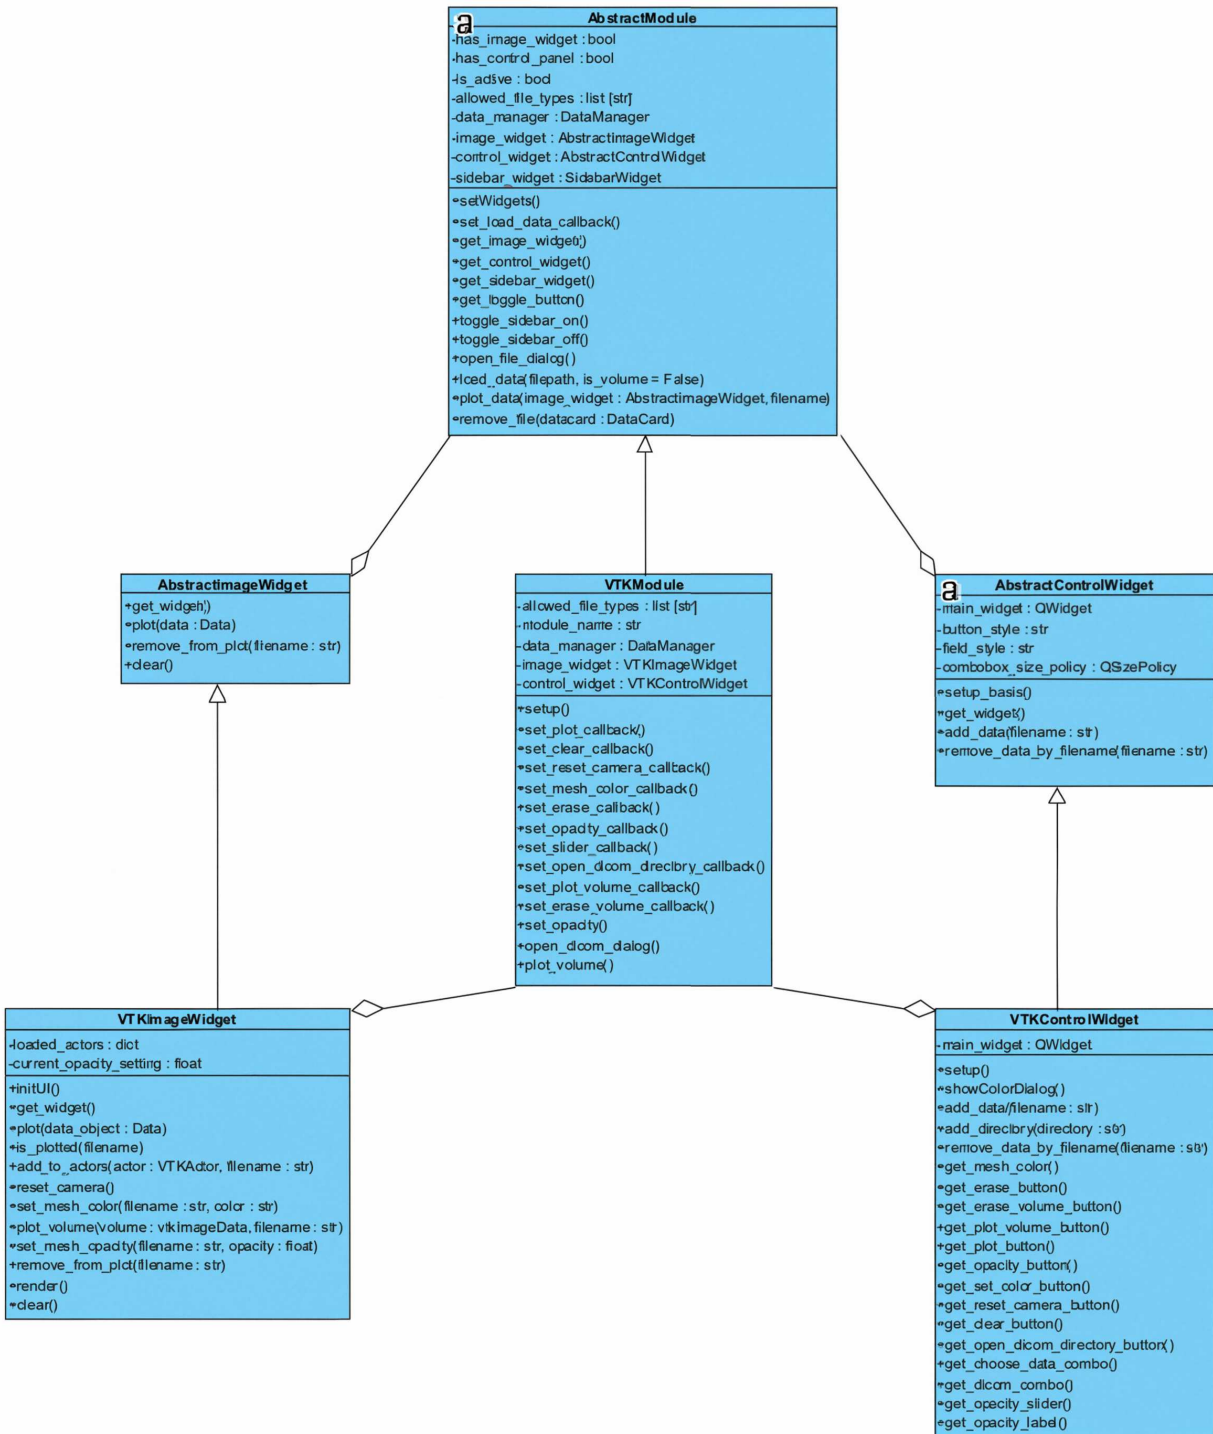 a
AbstractModule
-has_image_widget : bool
-has_control_panel : bool
-is_active : bool
-allowed_file_types : list [str]
-data_manager : DataManager
-image_widget : AbstractImageWidget
-control_widget : AbstractControlWidget
-sidebar_widget : SidebarWidget
+setWidgets()
+set_load_data_callback()
+get_image_widget()
+get_control_widget()
+get_sidebar_widget()
+get_toggle_button()
+toggle_sidebar_on()
+toggle_sidebar_off()
+open_file_dialog()
+load_data(filepath, is_volume = False)
+plot_data(image_widget : AbstractImageWidget, filename)
+remove_file(datacard : DataCard)
AbstractImageWidget
+get_widget()
+plot(data : Data)
+remove_from_plot(filename : str)
+clear()
VTKModule
-allowed_file_types : list [str]
-module_name : str
-data_manager : DataManager
-image_widget : VTKImageWidget
-control_widget : VTKControlWidget
+setup()
+set_plot_callback()
+set_clear_callback()
+set_reset_camera_callback()
+set_mesh_color_callback()
+set_erase_callback()
+set_opacity_callback()
+set_slider_callback()
+set_open_dicom_directory_callback()
+set_plot_volume_callback()
+set_erase_volume_callback()
+set_opacity()
+open_dicom_dialog()
+plot_volume()
a
AbstractControlWidget
-main_widget : QWidget
-button_style : str
-field_style : str
-combobox_size_policy : QSizePolicy
+setup_basis()
+get_widget()
+add_data(filename : str)
+remove_data_by_filename(filename : str)
VTKImageWidget
-loaded_actors : dict
-current_opacity_setting : float
+initUI()
+get_widget()
+plot(data_object : Data)
+is_plotted(filename)
+add_to_actors(actor : VTKActor, filename : str)
+reset_camera()
+set_mesh_color(filename : str, color : str)
+plot_volume(volume : vtkImageData, filename : str)
+set_mesh_opacity(filename : str, opacity : float)
+remove_from_plot(filename : str)
+render()
+clear()
VTKControlWidget
-main_widget : QWidget
+setup()
+showColorDialog()
+add_data(filename : str)
+add_directory(directory : str)
+remove_data_by_filename(filename : str)
+get_mesh_color()
+get_erase_button()
+get_erase_volume_button()
+get_plot_volume_button()
+get_plot_button()
+get_opacity_button()
+get_set_color_button()
+get_reset_camera_button()
+get_clear_button()
+get_open_dicom_directory_button()
+get_choose_data_combo()
+get_dicom_combo()
+get_opacity_slider()
+get_opacity_label()